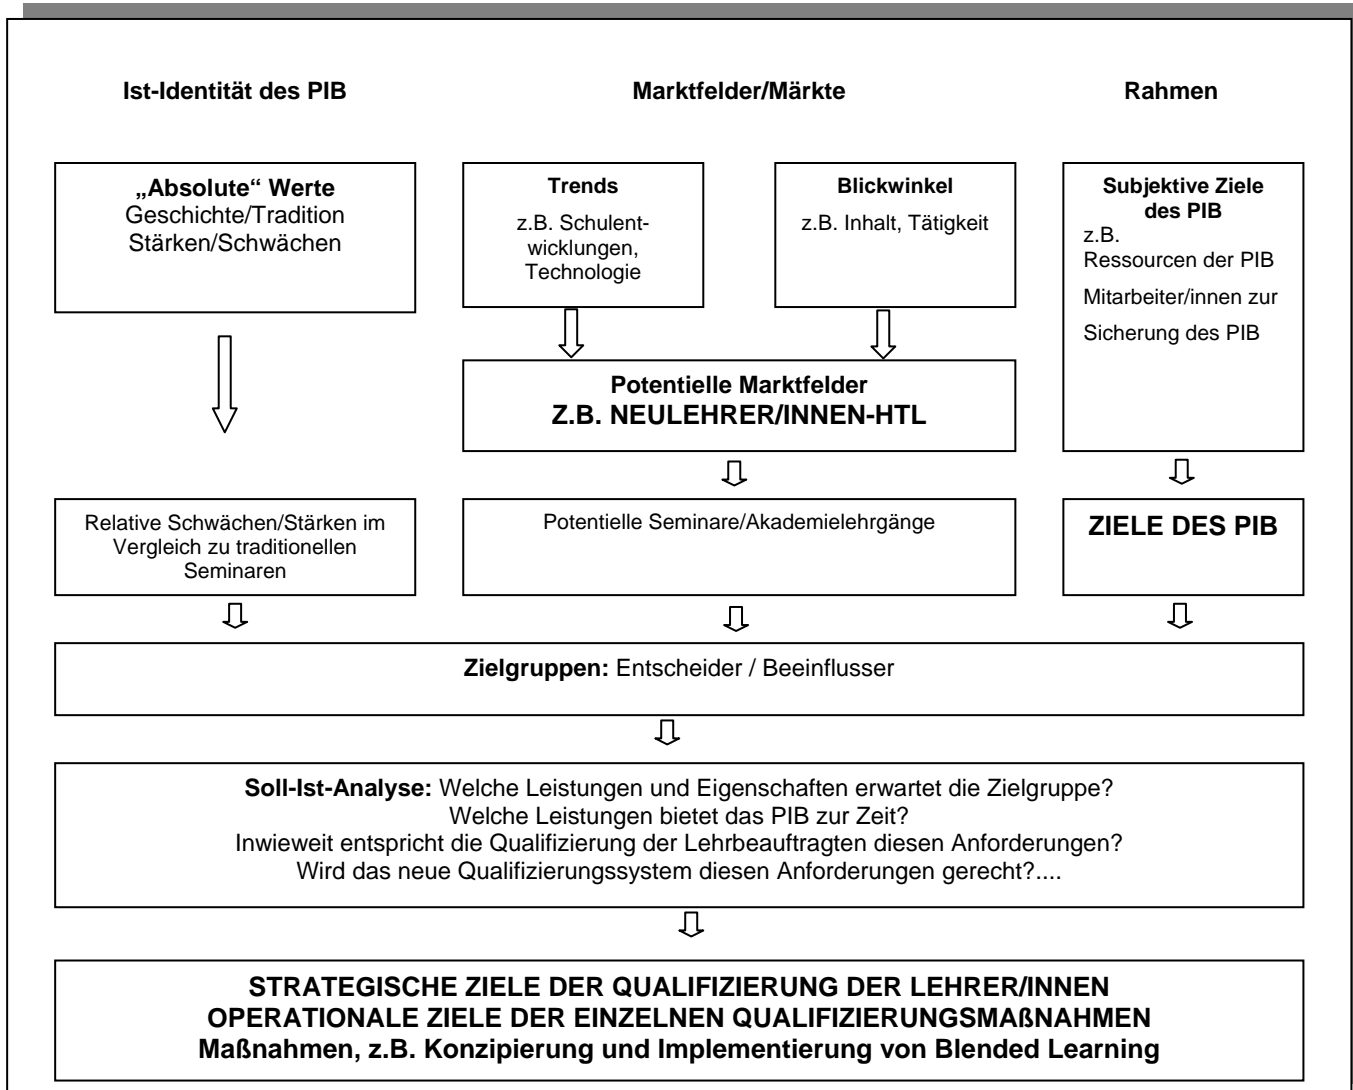 Ist-Identität des PIB
Marktfelder/Märkte
Rahmen
„Absolute“ Werte
Geschichte/Tradition
Stärken/Schwächen
Trends
z.B. Schulent-
wicklungen,
Technologie
Blickwinkel
z.B. Inhalt, Tätigkeit
Subjektive Ziele
des PIB
z.B.
Ressourcen der PIB
Mitarbeiter/innen zur
Sicherung des PIB
Potentielle Marktfelder
Z.B. NEULEHRER/INNEN-HTL
Relative Schwächen/Stärken im
Vergleich zu traditionellen
Seminaren
Potentielle Seminare/Akademielehrgänge
ZIELE DES PIB
Zielgruppen: Entscheider / Beeinflusser
Soll-Ist-Analyse: Welche Leistungen und Eigenschaften erwartet die Zielgruppe?
Welche Leistungen bietet das PIB zur Zeit?
Inwieweit entspricht die Qualifizierung der Lehrbeauftragten diesen Anforderungen?
Wird das neue Qualifizierungssystem diesen Anforderungen gerecht?....
STRATEGISCHE ZIELE DER QUALIFIZIERUNG DER LEHRER/INNEN
OPERATIONALE ZIELE DER EINZELNEN QUALIFIZIERUNGSMAßNAHMEN
Maßnahmen, z.B. Konzipierung und Implementierung von Blended Learning